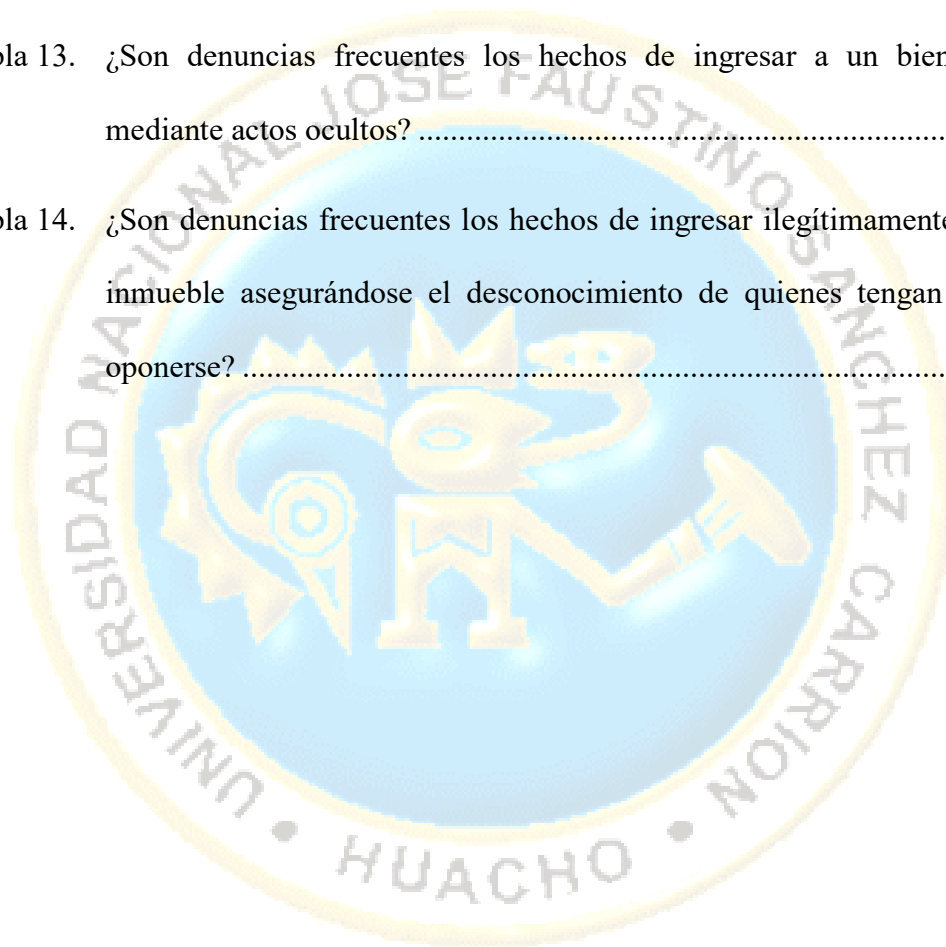 bla 13. ¿Son denuncias frecuentes los hechos de ingresar a un bien
mediante actos ocultos? ..................................................................
bla 14. ¿Son denuncias frecuentes los hechos de ingresar ilegítimamente
inmueble asegurándose el desconocimiento de quienes tengan
oponerse? ........................................................................................
UNIVERSIDAD NACIONAL JOSE FAUSTINO SANCHEZ CARRION
• HUACHO •